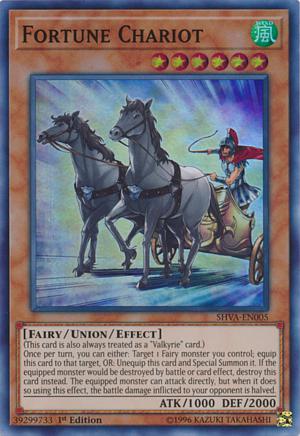 Fortune Chariot
WIND
風
SHVA-EN005
[Fairy/Union/Effect]
(This card is also always treated as a "Valkyrie" card.)
Once per turn, you can either: Target 1 Fairy monster you control; equip
this card to that target, OR: Unequip this card and Special Summon it. If the
equipped monster would be destroyed by battle or card effect, destroy this
card instead. The equipped monster can attack directly, but when it does so
using this effect, the battle damage inflicted to your opponent is halved.
ATK/1000 DEF/2000
39299733 1st Edition ©1996 KAZUKI TAKAHASHI